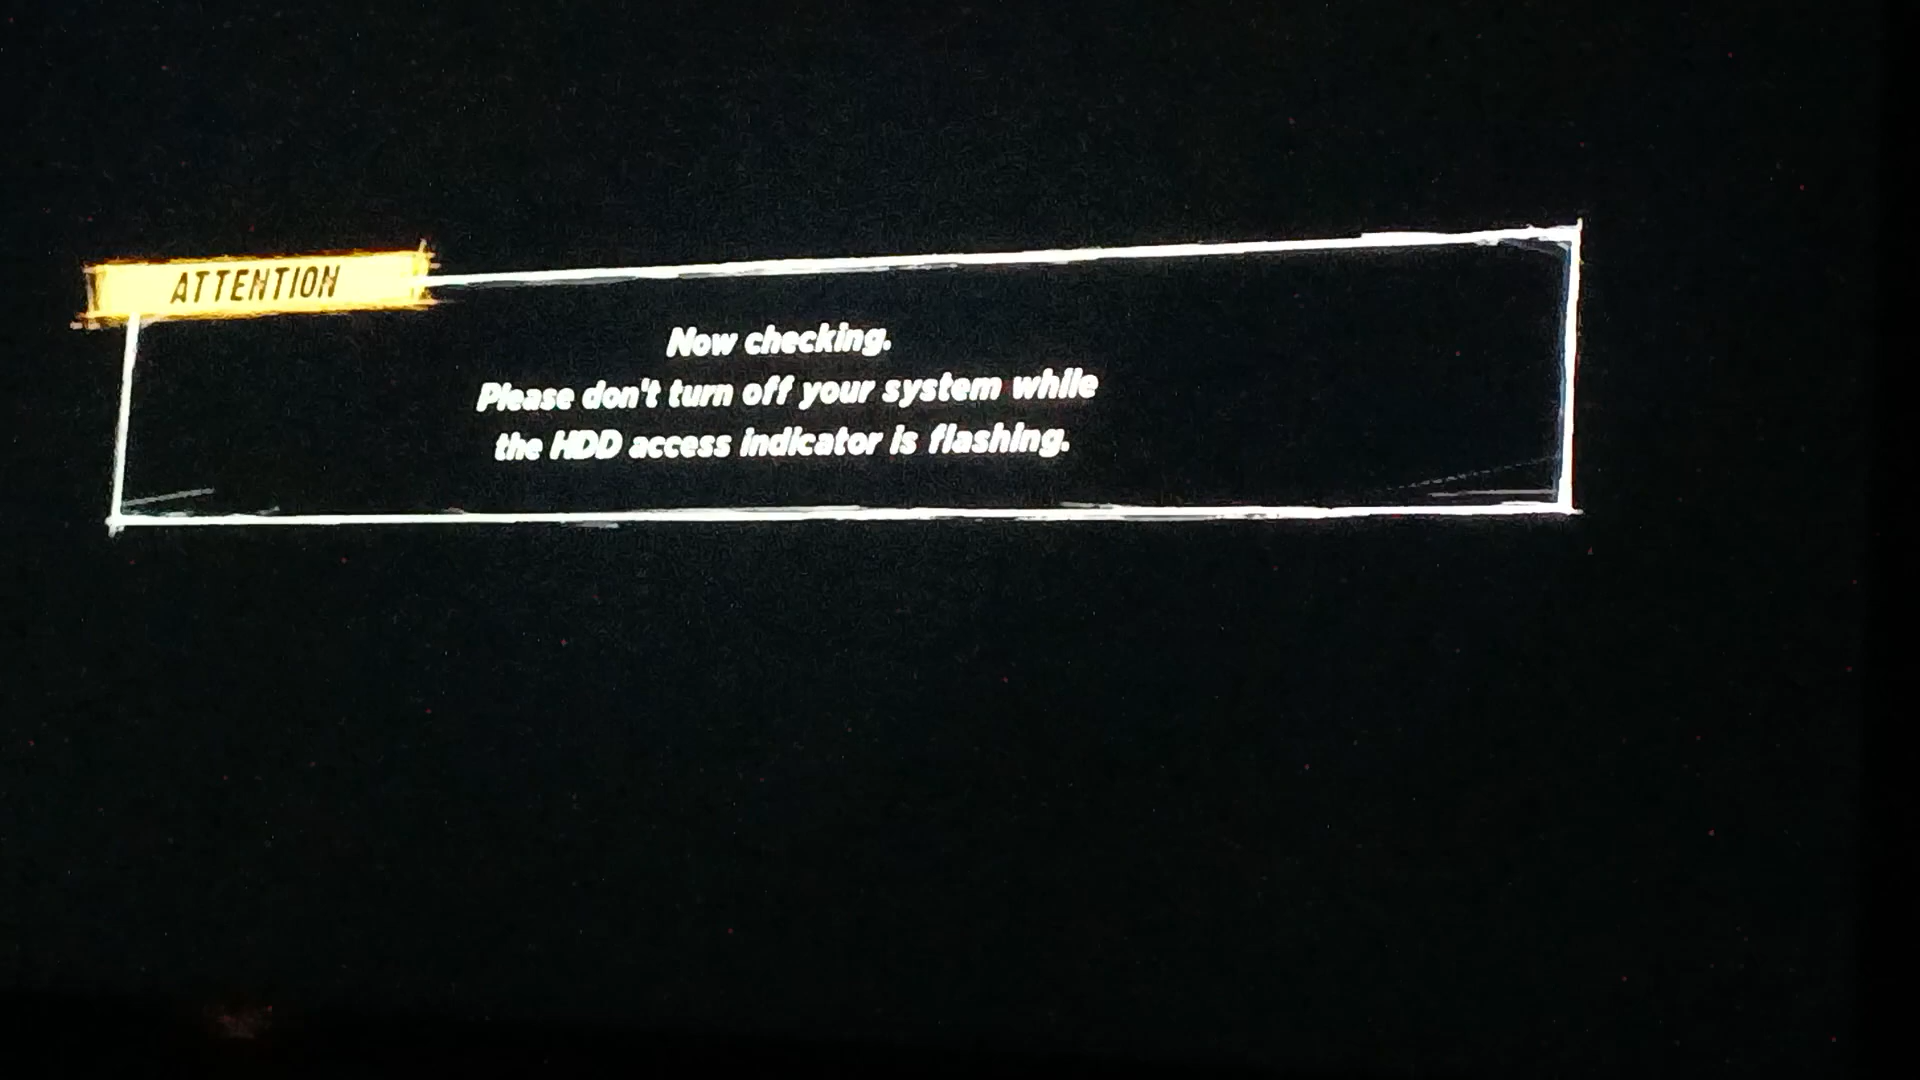 ATTENTION
Now checking.
Please don't turn off your system while
the HDD access indicator is flashing.